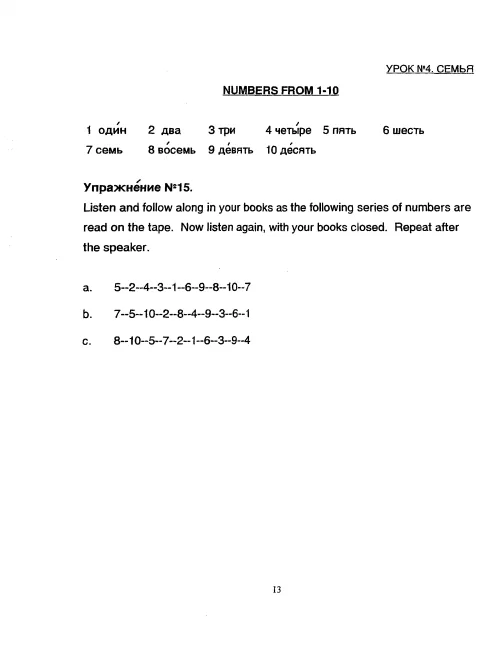 УРОК №4. СЕМЬЯ
NUMBERS FROM 1-10
1 оди́н 2 два 3 три 4 четы́ре 5 пять 6 шесть
7 семь 8 во́семь 9 де́вять 10 де́сять
Упражне́ние №15.
Listen and follow along in your books as the following series of numbers are
read on the tape. Now listen again, with your books closed. Repeat after
the speaker.
a. 5--2--4--3--1--6--9--8--10--7
b. 7--5--10--2--8--4--9--3--6--1
c. 8--10--5--7--2--1--6--3--9--4
13